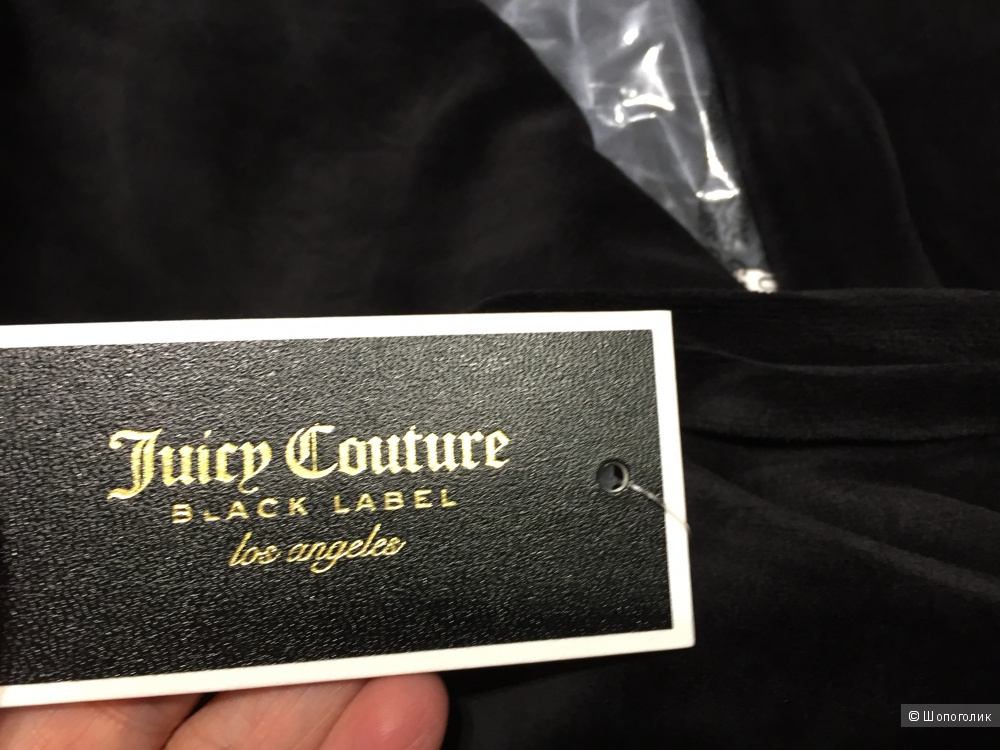 Juicy Couture
BLACK LABEL
los angeles
© Шопоголик